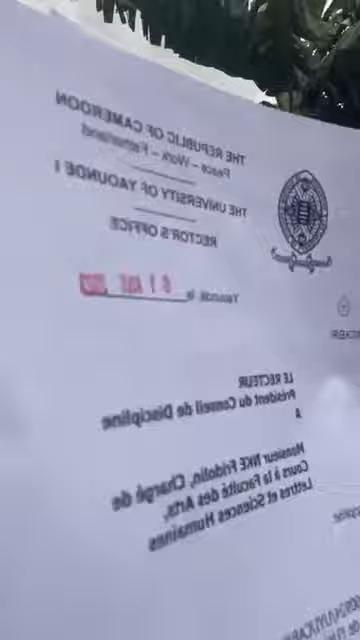 THE REPUBLIC OF CAMEROON
Peace – Work – Fatherland
THE UNIVERSITY OF YAOUNDE I
RECTOR'S OFFICE
Yaoundé, le
LE RECTEUR
Président du Conseil de Discipline
A
Monsieur NKE Fridolin, Chargé de
Cours à la Faculté des Arts,
Lettres et Sciences Humaines